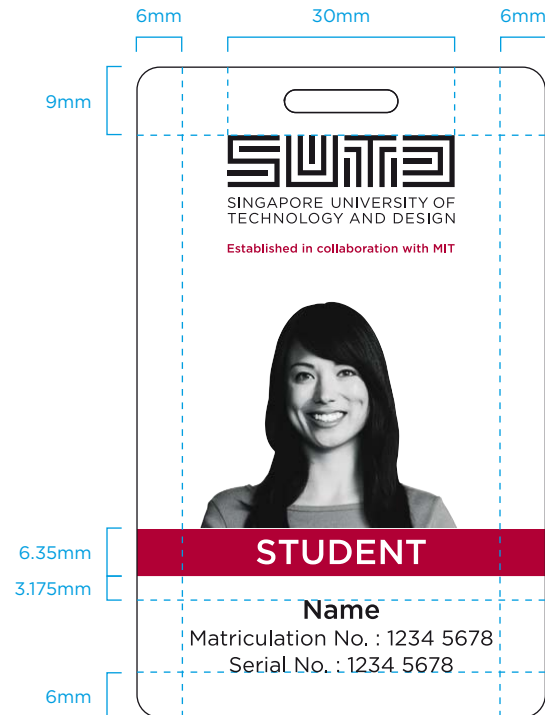 6mm 30mm 6mm
9mm
SUTD
SINGAPORE UNIVERSITY OF
TECHNOLOGY AND DESIGN
Established in collaboration with MIT
6.35mm
STUDENT
3.175mm
Name
Matriculation No. : 1234 5678
Serial No. : 1234 5678
6mm